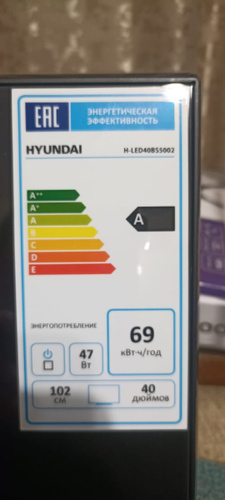 EAC
ЭНЕРГЕТИЧЕСКАЯ
ЭФФЕКТИВНОСТЬ
HYUNDAI H-LED40BS5002
A++
A+
A
B
C
D
E
A
ЭНЕРГОПОТРЕБЛЕНИЕ
47
Вт
69
кВт·ч/год
102
СМ
40
ДЮЙМОВ